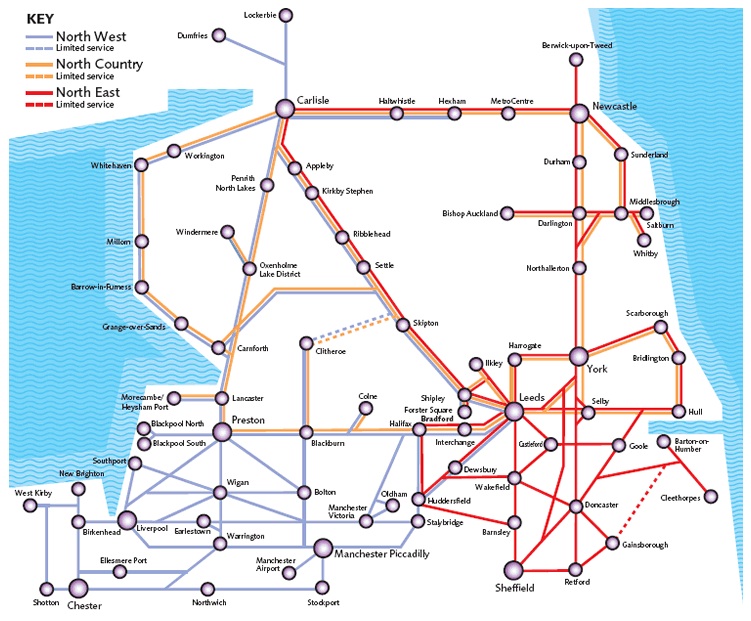 KEY
North West
Limited service
North Country
Limited service
North East
Limited service
Lockerbie
Dumfries
Berwick-upon-Tweed
Carlisle
Haltwhistle
Hexham
MetroCentre
Newcastle
Workington
Whitehaven
Appleby
Penrith
North Lakes
Kirkby Stephen
Durham
Sunderland
Windermere
Ribblehead
Bishop Auckland
Darlington
Middlesbrough
Saltburn
Whitby
Millom
Oxenholme
Lake District
Settle
Northallerton
Barrow-in-Furness
Grange-over-Sands
Carnforth
Skipton
Clitheroe
Scarborough
Harrogate
York
Bridlington
Ilkley
Morecambe/
Heysham Port
Lancaster
Colne
Shipley
Forster Square
Bradford
Interchange
Leeds
Selby
Hull
Blackpool North
Blackpool South
Preston
Blackburn
Halifax
Castleford
Goole
Barton-on-
Humber
Southport
New Brighton
Dewsbury
Wakefield
West Kirby
Wigan
Bolton
Oldham
Huddersfield
Doncaster
Cleethorpes
Birkenhead
Liverpool
Earlestown
Manchester
Victoria
Stalybridge
Barnsley
Warrington
Manchester Piccadilly
Gainsborough
Ellesmere Port
Manchester
Airport
Sheffield
Retford
Shotton
Chester
Northwich
Stockport